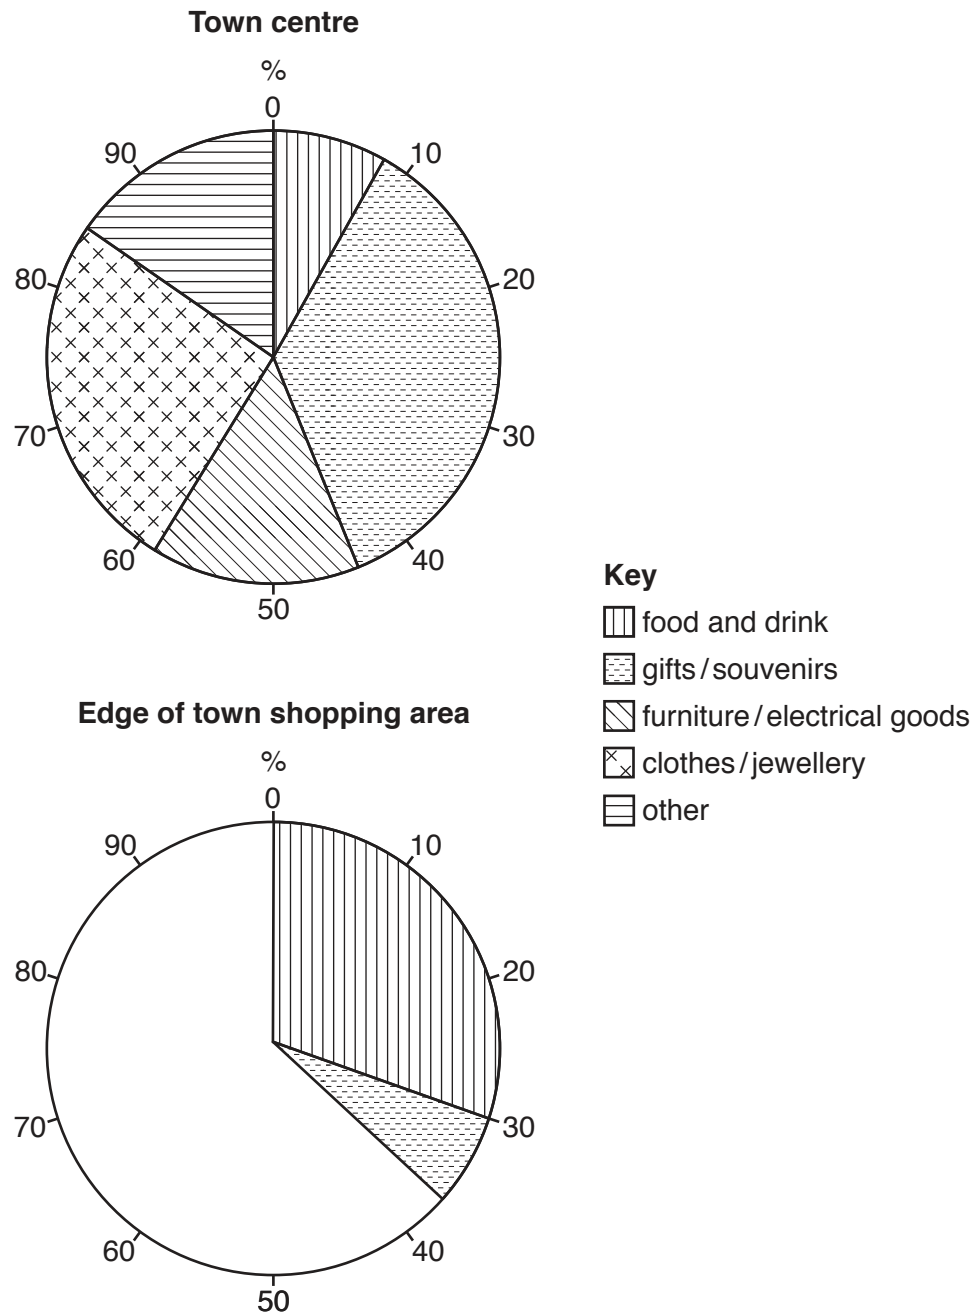 Town centre
%
0
10
20
30
40
50
60
70
80
90
Key
food and drink
gifts/souvenirs
furniture/electrical goods
clothes/jewellery
other
Edge of town shopping area
%
0
10
20
30
40
50
60
70
80
90